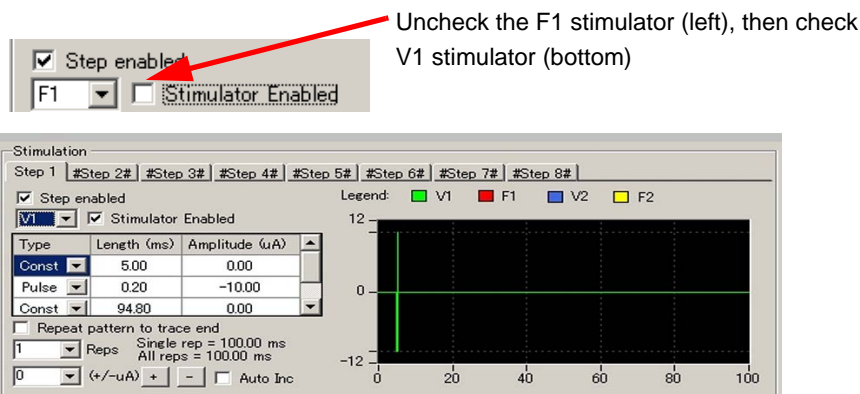 Uncheck the F1 stimulator (left), then check
V1 stimulator (bottom)
Step enabled
F1 Stimulator Enabled
Stimulation
Step 1 #Step 2# #Step 3# #Step 4# #Step 5# #Step 6# #Step 7# #Step 8#
Step enabled
V1 Stimulator Enabled
Type Length (ms) Amplitude (uA)
Const 5.00 0.00
Pulse 0.20 -10.00
Const 94.80 0.00
Repeat pattern to trace end
1 Reps Single rep = 100.00 ms
All reps = 100.00 ms
0 (+/-uA) + - Auto Inc
Legend: V1 F1 V2 F2
12
0
-12
0 20 40 60 80 100